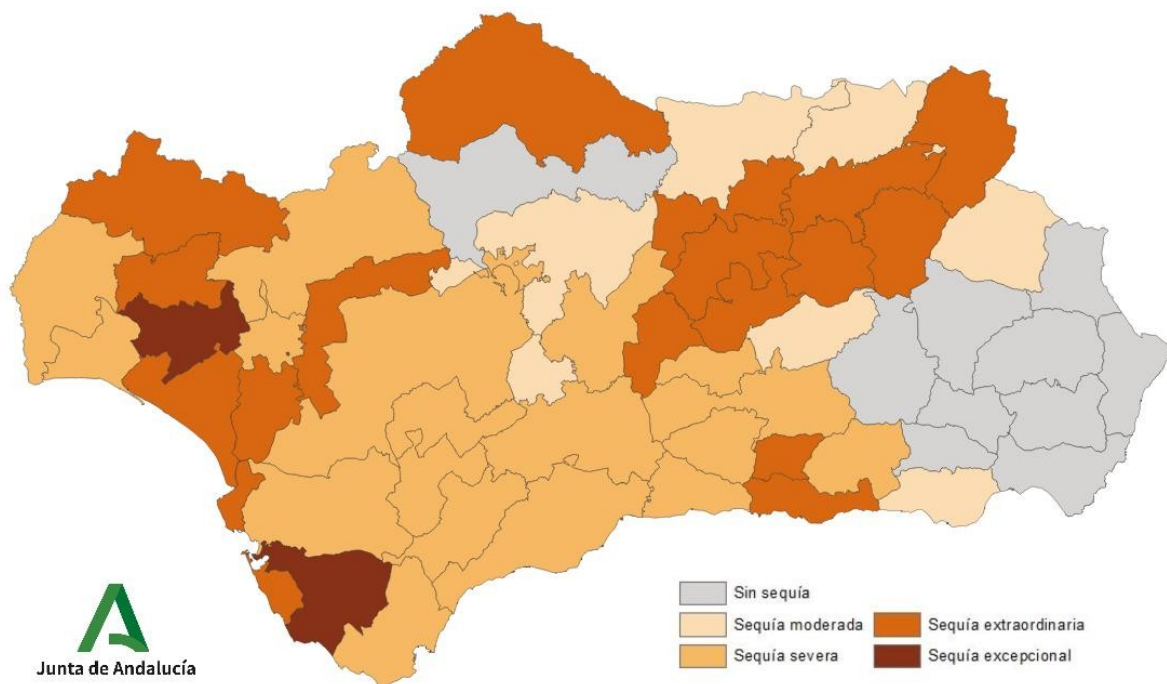 Sin sequía
Sequía moderada
Sequía severa
Sequía extraordinaria
Sequía excepcional
Junta de Andalucía